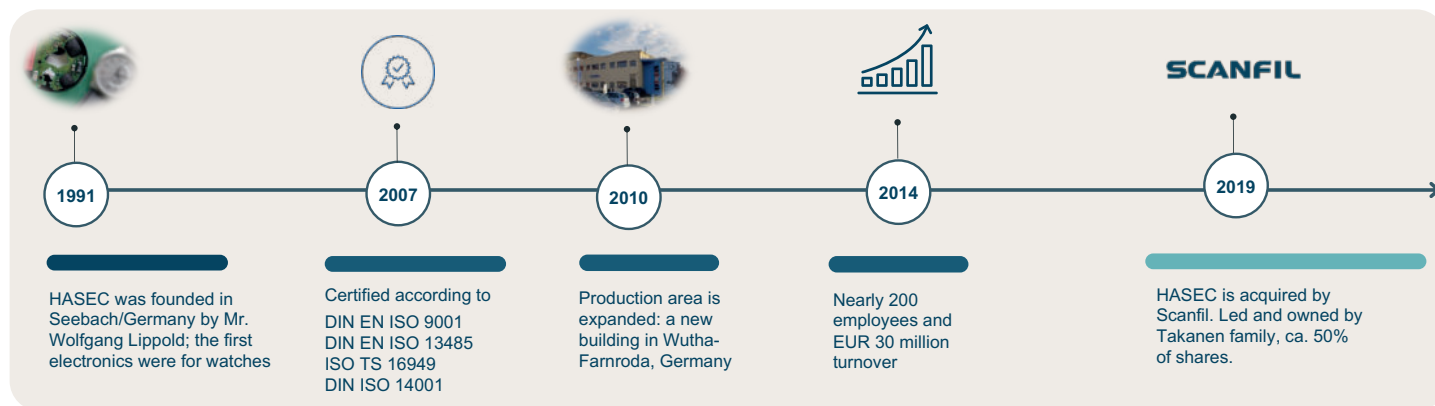 SCANFIL
1991
2007
2010
2014
2019
HASEC was founded in
Seebach/Germany by Mr.
Wolfgang Lippold; the first
electronics were for watches
Certified according to
DIN EN ISO 9001
DIN EN ISO 13485
ISO TS 16949
DIN ISO 14001
Production area is
expanded: a new
building in Wutha-
Farnroda, Germany
Nearly 200
employees and
EUR 30 million
turnover
HASEC is acquired by
Scanfil. Led and owned by
Takanen family, ca. 50%
of shares.